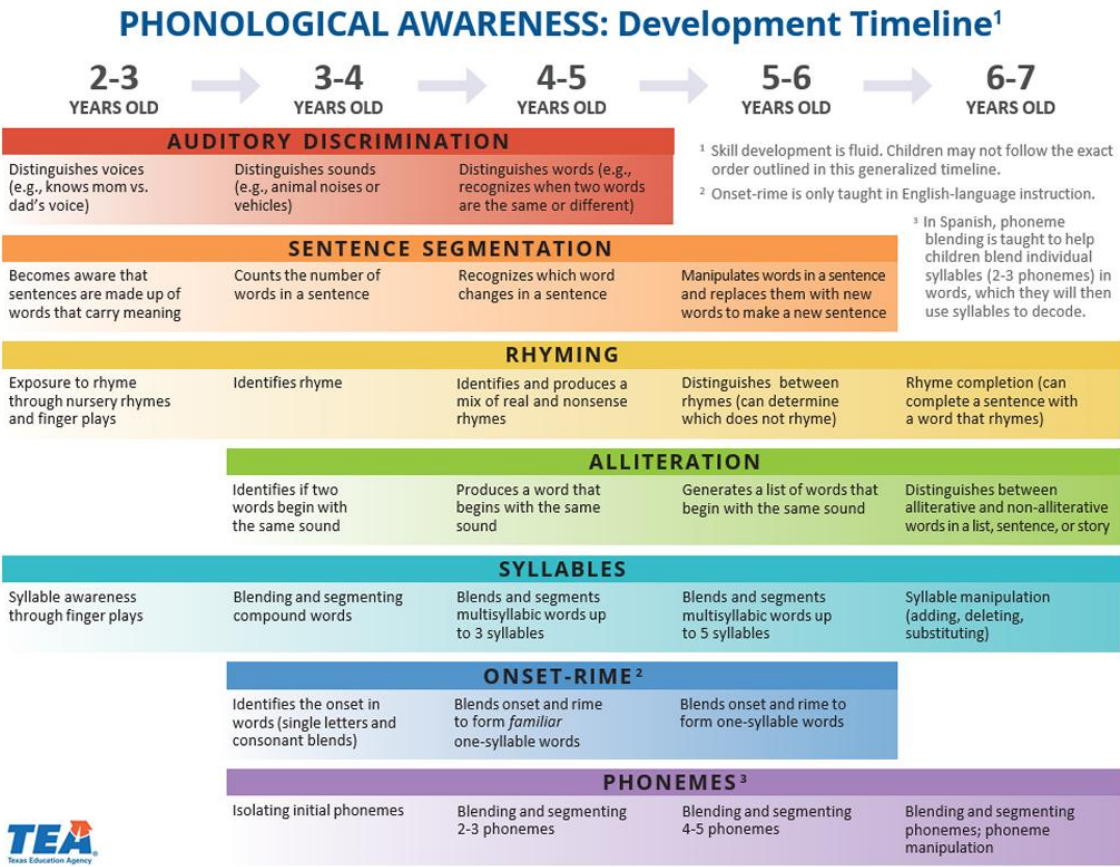 PHONOLOGICAL AWARENESS: Development Timeline¹
2-3
YEARS OLD
3-4
YEARS OLD
4-5
YEARS OLD
5-6
YEARS OLD
6-7
YEARS OLD
AUDITORY DISCRIMINATION
Distinguishes voices
(e.g., knows mom vs.
dad's voice)
Distinguishes sounds
(e.g., animal noises or
vehicles)
Distinguishes words (e.g.,
recognizes when two words
are the same or different)
¹ Skill development is fluid. Children may not follow the exact
order outlined in this generalized timeline.
² Onset-rime is only taught in English-language instruction.
³ In Spanish, phoneme
blending is taught to help
children blend individual
syllables (2-3 phonemes) in
words, which they will then
use syllables to decode.
SENTENCE SEGMENTATION
Becomes aware that
sentences are made up of
words that carry meaning
Counts the number of
words in a sentence
Recognizes which word
changes in a sentence
Manipulates words in a sentence
and replaces them with new
words to make a new sentence
RHYMING
Exposure to rhyme
through nursery rhymes
and finger plays
Identifies rhyme
Identifies and produces a
mix of real and nonsense
rhymes
Distinguishes between
rhymes (can determine
which does not rhyme)
Rhyme completion (can
complete a sentence with
a word that rhymes)
ALLITERATION
Identifies if two
words begin with
the same sound
Produces a word that
begins with the same
sound
Generates a list of words that
begin with the same sound
Distinguishes between
alliterative and non-alliterative
words in a list, sentence, or story
SYLLABLES
Syllable awareness
through finger plays
Blending and segmenting
compound words
Blends and segments
multisyllabic words up
to 3 syllables
Blends and segments
multisyllabic words up
to 5 syllables
Syllable manipulation
(adding, deleting,
substituting)
ONSET-RIME²
Identifies the onset in
words (single letters and
consonant blends)
Blends onset and rime
to form familiar
one-syllable words
Blends onset and rime to
form one-syllable words
PHONEMES³
Isolating initial phonemes
Blending and segmenting
2-3 phonemes
Blending and segmenting
4-5 phonemes
Blending and segmenting
phonemes; phoneme
manipulation
TEA
Texas Education Agency